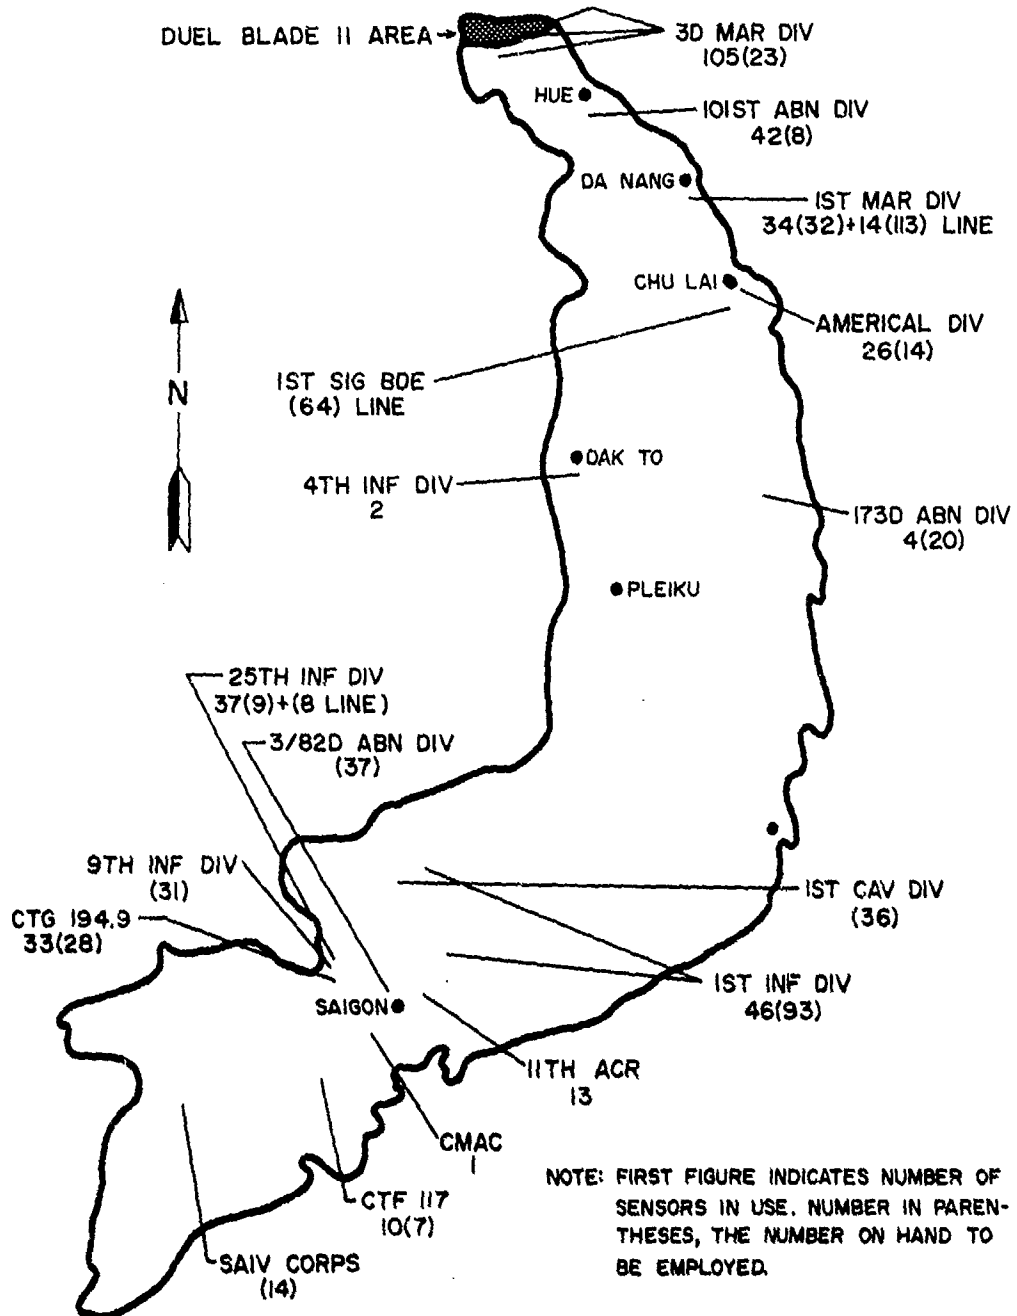 DUEL BLADE II AREA
3D MAR DIV
105(23)
HUE
101ST ABN DIV
42(8)
DA NANG
1ST MAR DIV
34(32)+14(113) LINE
CHU LAI
AMERICAL DIV
26(14)
1ST SIG BDE
(64) LINE
N
DAK TO
4TH INF DIV
2
173D ABN DIV
4(20)
PLEIKU
25TH INF DIV
37(9)+(8 LINE)
3/82D ABN DIV
(37)
9TH INF DIV
(31)
1ST CAV DIV
(36)
CTG 194.9
33(28)
1ST INF DIV
46(93)
SAIGON
11TH ACR
13
CMAC
1
CTF 117
10(7)
SAIV CORPS
(14)
NOTE: FIRST FIGURE INDICATES NUMBER OF
SENSORS IN USE. NUMBER IN PAREN-
THESES, THE NUMBER ON HAND TO
BE EMPLOYED.